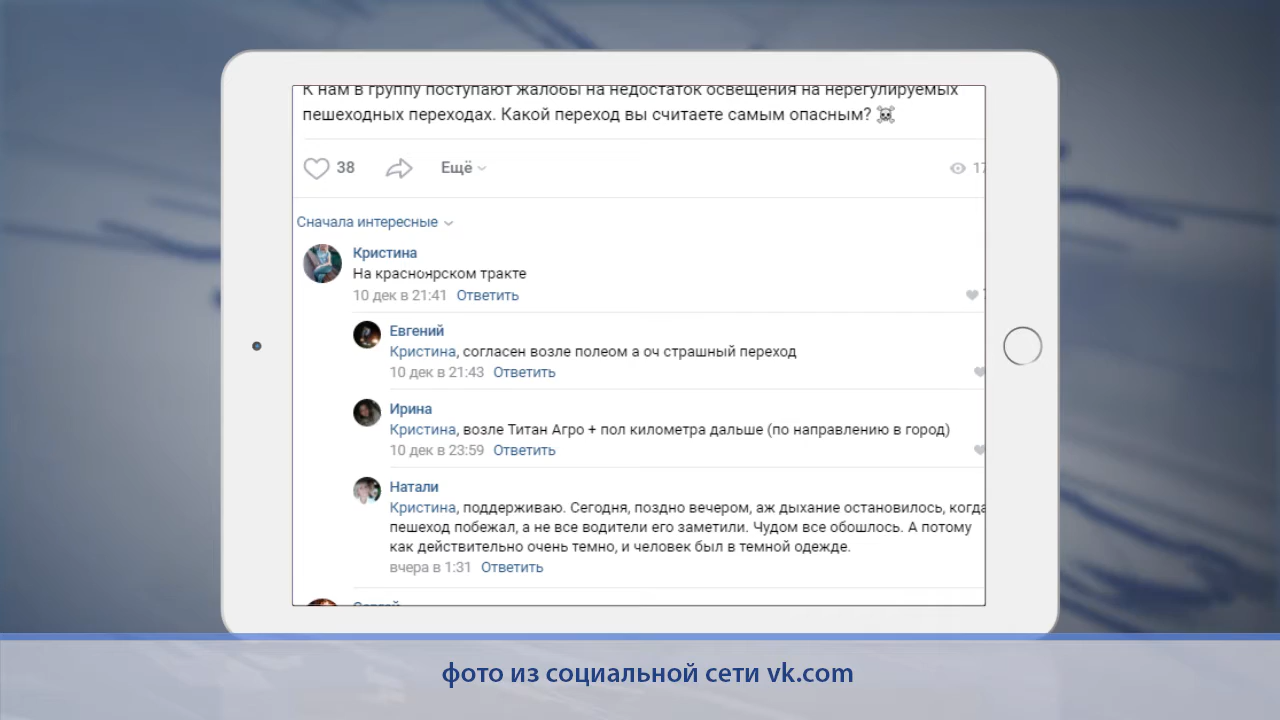 К нам в группу поступают жалобы на недостаток освещения на нерегулируемых
пешеходных переходах. Какой переход вы считаете самым опасным? ☠
38
Ещё
17
Сначала интересные
Кристина
На красноярском тракте
10 дек в 21:41 Ответить
Евгений
Кристина, согласен возле полеом а оч страшный переход
10 дек в 21:43 Ответить
Ирина
Кристина, возле Титан Агро + пол километра дальше (по направлению в город)
10 дек в 23:59 Ответить
Натали
Кристина, поддерживаю. Сегодня, поздно вечером, аж дыхание остановилось, когда
пешеход побежал, а не все водители его заметили. Чудом все обошлось. А потому
как действительно очень темно, и человек был в темной одежде.
вчера в 1:31 Ответить
фото из социальной сети vk.com